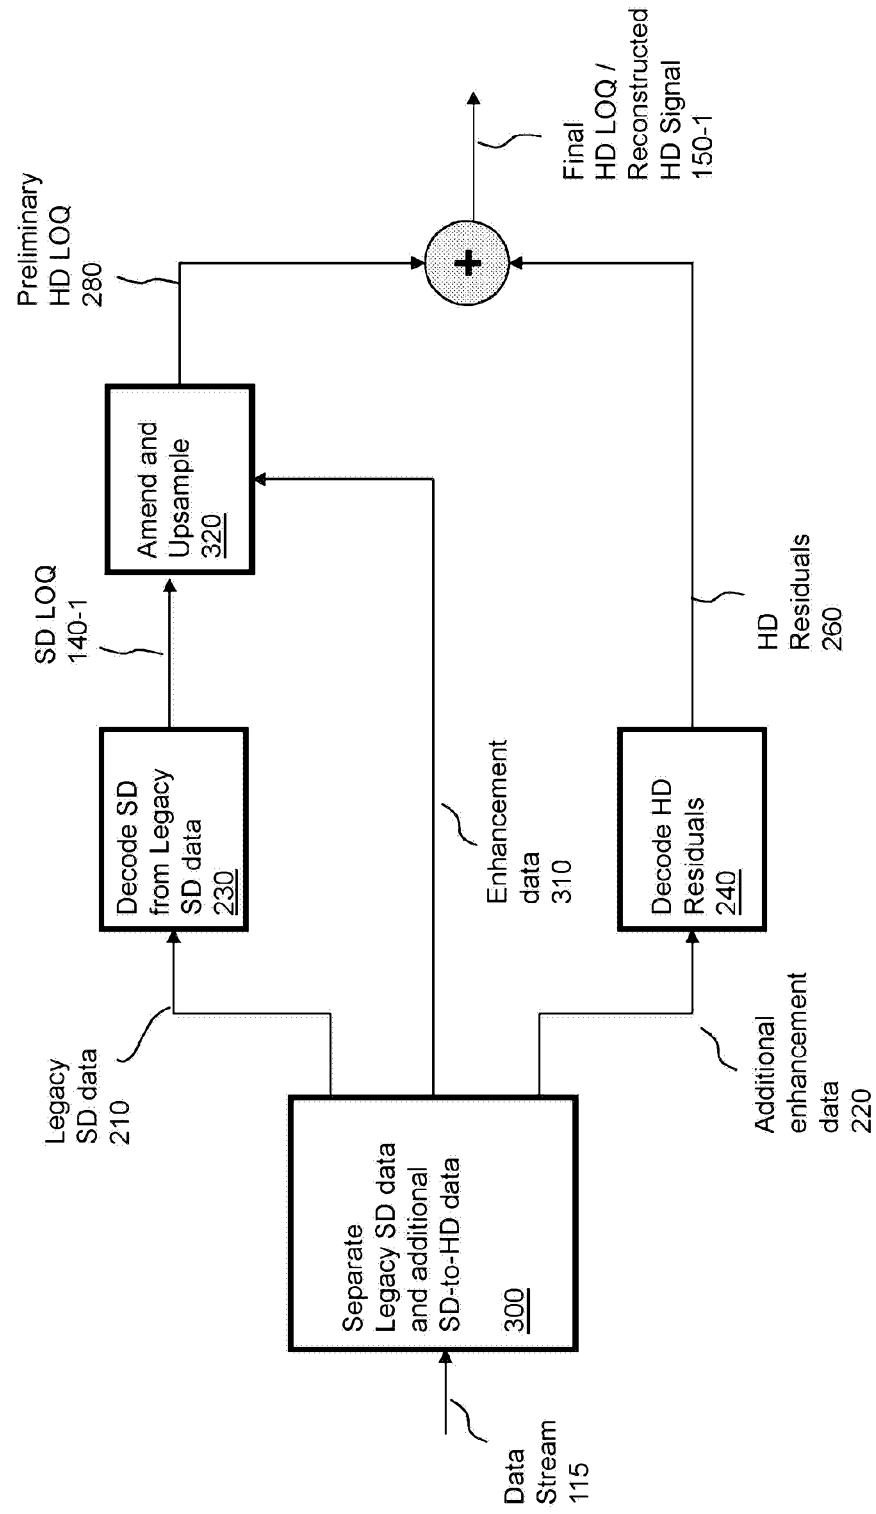 Data
Stream
115
Separate
Legacy SD data
and additional
SD-to-HD data
300
Legacy
SD data
210
Decode SD
from Legacy
SD data
230
SD LOQ
140-1
Amend and
Upsample
320
Preliminary
HD LOQ
280
Enhancement
data
310
Additional
enhancement
data
220
Decode HD
Residuals
240
HD
Residuals
260
+
Final
HD LOQ /
Reconstructed
HD Signal
150-1